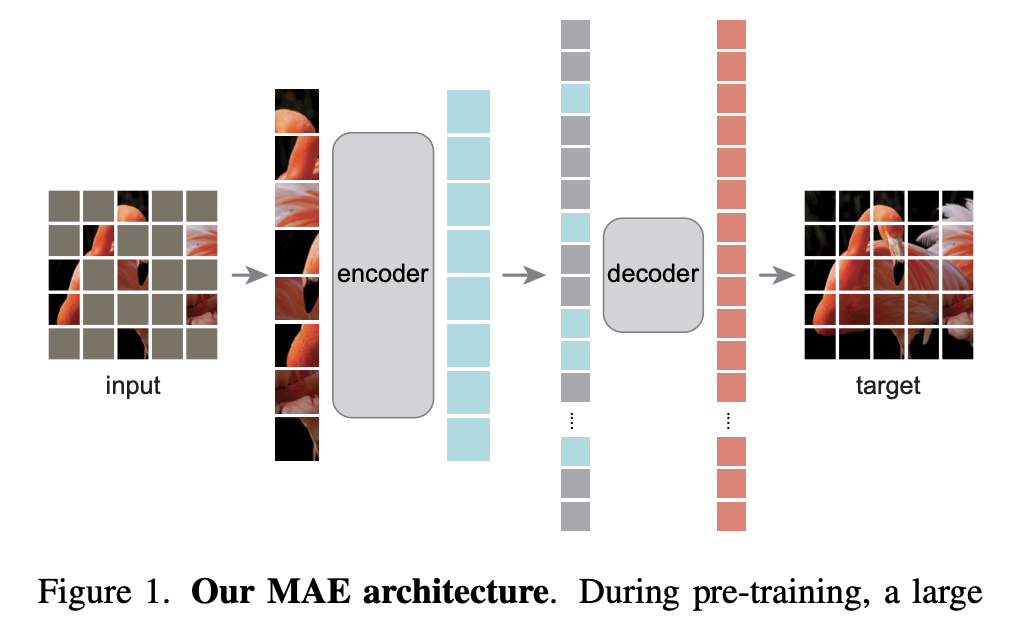 input
encoder
decoder
target
Figure 1. Our MAE architecture. During pre-training, a large